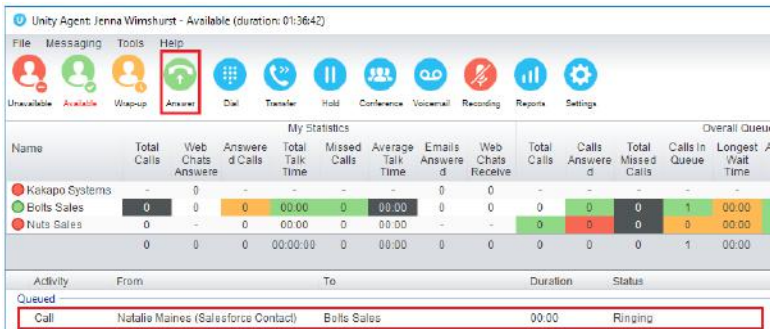 Unity Agent: Jenna Wimshurst - Available (duration: 01:36:42)
File Messaging Tools Help
Unavailable Available Wrap-up Answer Dial Transfer Hold Conference Voicemail Recording Reports Settings
My Statistics Overall Queue
Name Total Calls Web Chats Answere Answere d Calls Total Talk Time Missed Calls Average Talk Time Emails Answere d Web Chats Receive Total Calls Calls Answere d Total Missed Calls Calls In Queue Longest Wait Time A
Kakapo Systems - 0 - - - - 0 0 - - - - -
Bolts Sales 0 0 0 00:00 0 00:00 0 0 0 0 0 1 00:00
Nuts Sales 0 - 0 00:00 0 00:00 - - 0 0 0 0 00:00
0 0 0 00:00:00 0 00:00 0 0 0 0 0 1 00:00
Activity From To Duration Status
Queued
Call Natalie Maines (Salesforce Contact) Bolts Sales 00:00 Ringing